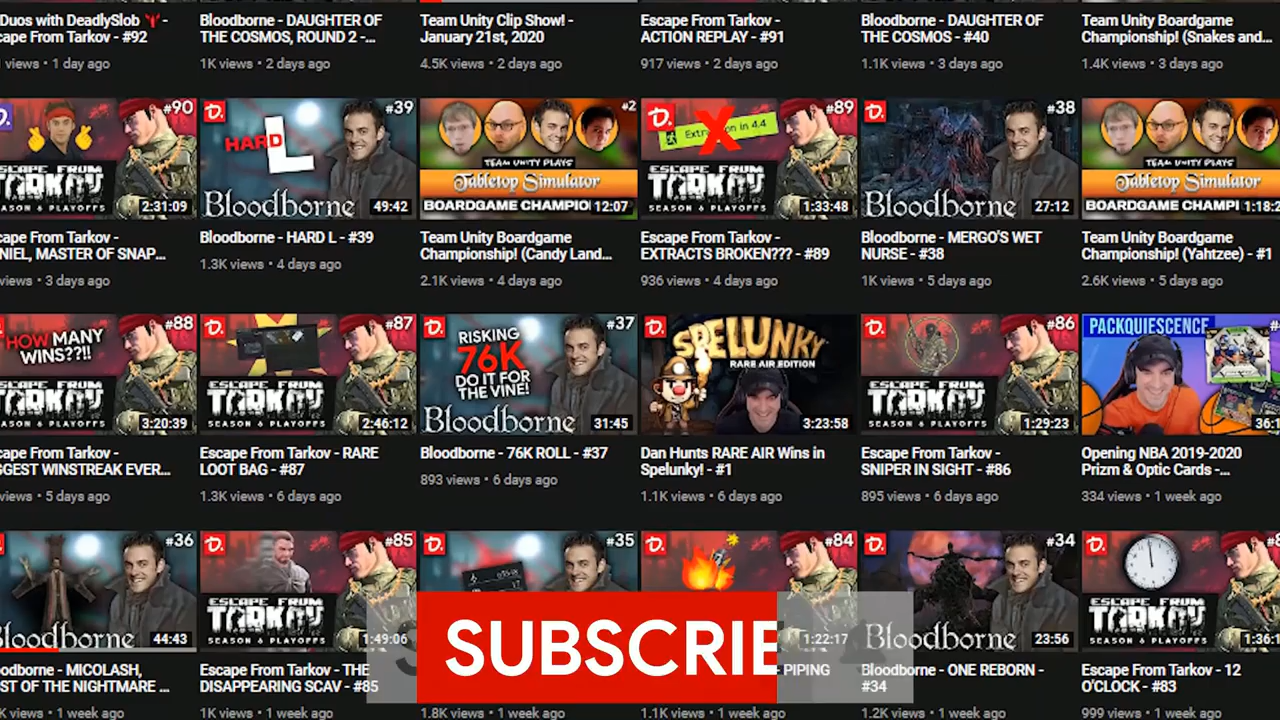 Duos with DeadlySlob
cape From Tarkov - #92
views • 1 day ago
Bloodborne - DAUGHTER OF
THE COSMOS, ROUND 2 -...
1K views • 2 days ago
Team Unity Clip Show! -
January 21st, 2020
4.5K views • 2 days ago
Escape From Tarkov -
ACTION REPLAY - #91
917 views • 2 days ago
Bloodborne - DAUGHTER OF
THE COSMOS - #40
1.1K views • 3 days ago
Team Unity Boardgame
Championship! (Snakes and...
1.4K views • 3 days ago
#90
ESCAPE FROM
TARKOV
SEASON 6 PLAYOFFS
2:31:09
#39
HARD
L
Bloodborne
49:42
#2
TEAM UNITY PLAYS
Tabletop Simulator
BOARDGAME CHAMPIO
12:07
#89
Extraction in 4.4
X
ESCAPE FROM
TARKOV
SEASON 6 PLAYOFFS
1:33:48
#38
Bloodborne
27:12
TEAM UNITY PLAYS
Tabletop Simulator
BOARDGAME CHAMPI
1:18:2
cape From Tarkov -
NIEL, MASTER OF SNAP...
views • 3 days ago
Bloodborne - HARD L - #39
1.3K views • 4 days ago
Team Unity Boardgame
Championship! (Candy Land...
2.1K views • 4 days ago
Escape From Tarkov -
EXTRACTS BROKEN??? - #89
936 views • 4 days ago
Bloodborne - MERGO'S WET
NURSE - #38
1K views • 5 days ago
Team Unity Boardgame
Championship! (Yahtzee) - #1
2.6K views • 5 days ago
#88
HOW MANY
WINS??!!
ESCAPE FROM
TARKOV
SEASON 6 PLAYOFFS
3:20:39
#87
ESCAPE FROM
TARKOV
SEASON 6 PLAYOFFS
2:46:12
#37
RISKING
76K
DO IT FOR
THE VINE!
Bloodborne
31:45
SPELUNKY
RARE AIR EDITION
3:23:58
#86
ESCAPE FROM
TARKOV
SEASON 6 PLAYOFFS
1:29:23
PACKQUIESCENCE
#
36:1
cape From Tarkov -
GGEST WINSTREAK EVER...
views • 5 days ago
Escape From Tarkov - RARE
LOOT BAG - #87
1.3K views • 6 days ago
Bloodborne - 76K ROLL - #37
893 views • 6 days ago
Dan Hunts RARE AIR Wins in
Spelunky! - #1
1.1K views • 6 days ago
Escape From Tarkov -
SNIPER IN SIGHT - #86
895 views • 6 days ago
Opening NBA 2019-2020
Prizm & Optic Cards -...
334 views • 1 week ago
#36
Bloodborne
44:43
#85
ESCAPE FROM
TARKOV
SEASON 6 PLAYOFFS
1:49:06
#35
#84
1:22:17
#34
Bloodborne
23:56
#8
ESCAPE FROM
TARKOV
SEASON 6 PLAYOFFS
1:36:1
SUBSCRIB
odborne - MICOLASH,
ST OF THE NIGHTMARE ...
views • 1 week ago
Escape From Tarkov - THE
DISAPPEARING SCAV - #85
1K views • 1 week ago
1.8K views • 1 week ago
PIPING
1.1K views • 1 week ago
Bloodborne - ONE REBORN -
#34
1.2K views • 1 week ago
Escape From Tarkov - 12
O'CLOCK - #83
999 views • 1 week ago